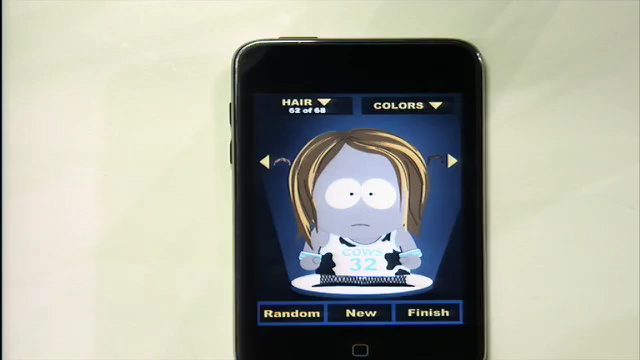 HAIR
62 of 68
COLORS
COWS
32
Random
New
Finish